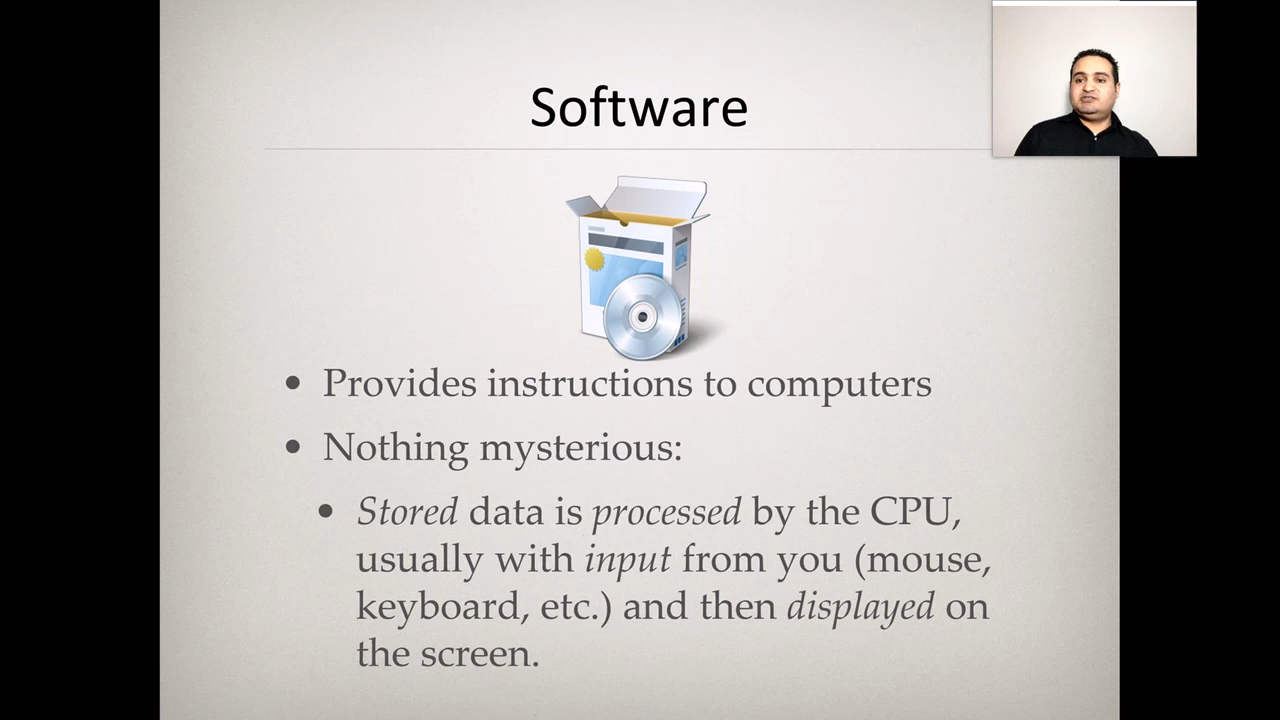 Software
• Provides instructions to computers
• Nothing mysterious:
• Stored data is processed by the CPU,
usually with input from you (mouse,
keyboard, etc.) and then displayed on
the screen.